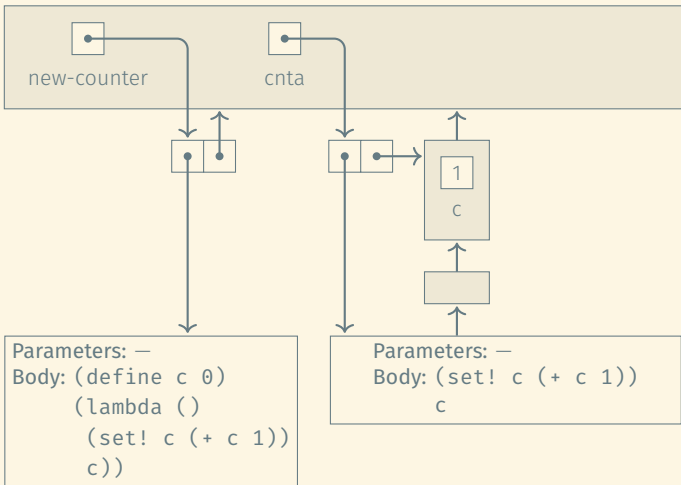 new-counter
cnta
1
c
Parameters: —
Body: (define c 0)
(lambda ()
(set! c (+ c 1))
c))
Parameters: —
Body: (set! c (+ c 1))
c